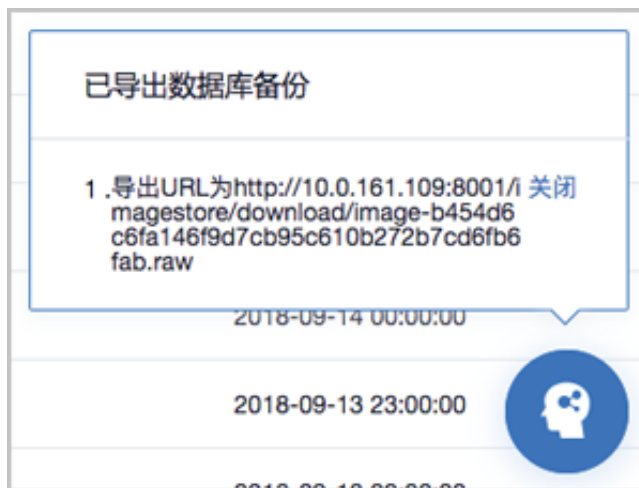 已导出数据库备份
1 .导出URL为http://10.0.161.109:8001/i 关闭
magestore/download/image-b454d6
c6fa146f9d7cb95c610b272b7cd6fb6
fab.raw
2018-09-14 00:00:00
2018-09-13 23:00:00